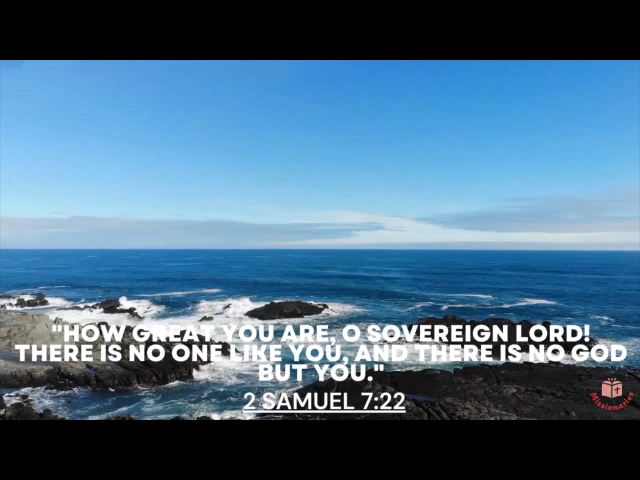 "HOW GREAT YOU ARE, O SOVEREIGN LORD!
THERE IS NO ONE LIKE YOU, AND THERE IS NO GOD
BUT YOU."
2 SAMUEL 7:22
Missionaries